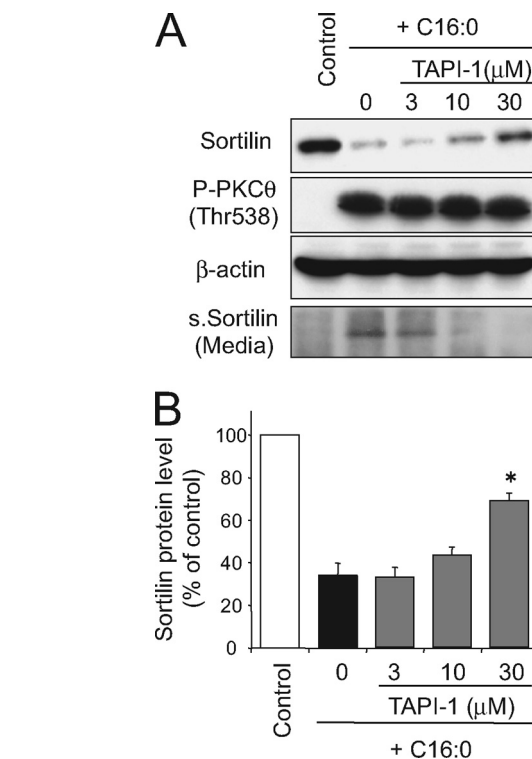 A
Control
+ C16:0
TAPI-1(μM)
0 3 10 30
Sortilin
P-PKCθ
(Thr538)
β-actin
s.Sortilin
(Media)
B
Sortilin protein level
(% of control)
100
80
60
40
20
0
*
Control
0 3 10 30
TAPI-1 (μM)
+ C16:0